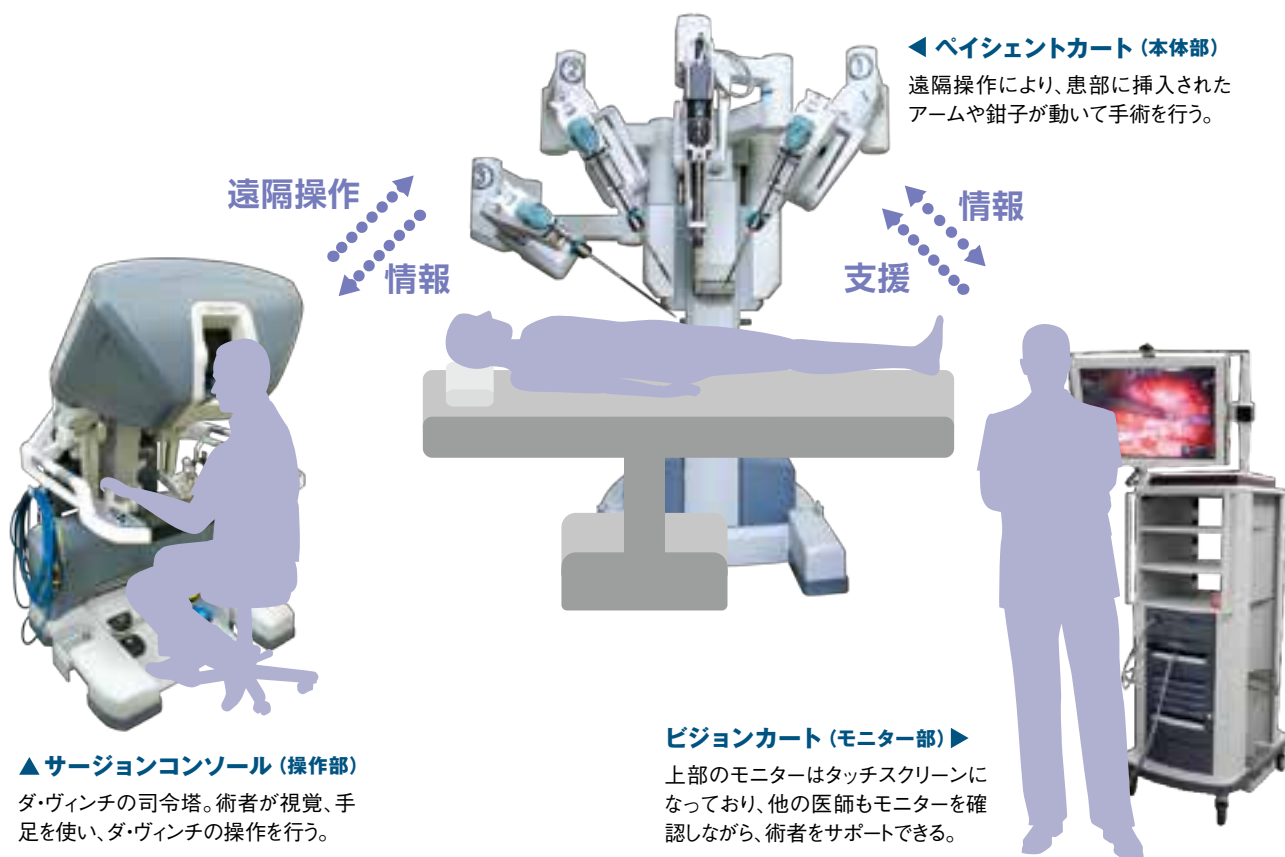 ◀ ペイシェントカート（本体部）
遠隔操作により、患部に挿入された
アームや鉗子が動いて手術を行う。
②
①
③
遠隔操作
情報
情報
支援
▲ サージョンコンソール（操作部）
ダ・ヴィンチの司令塔。術者が視覚、手
足を使い、ダ・ヴィンチの操作を行う。
ビジョンカート（モニター部）▶
上部のモニターはタッチスクリーンに
なっており、他の医師もモニターを確
認しながら、術者をサポートできる。